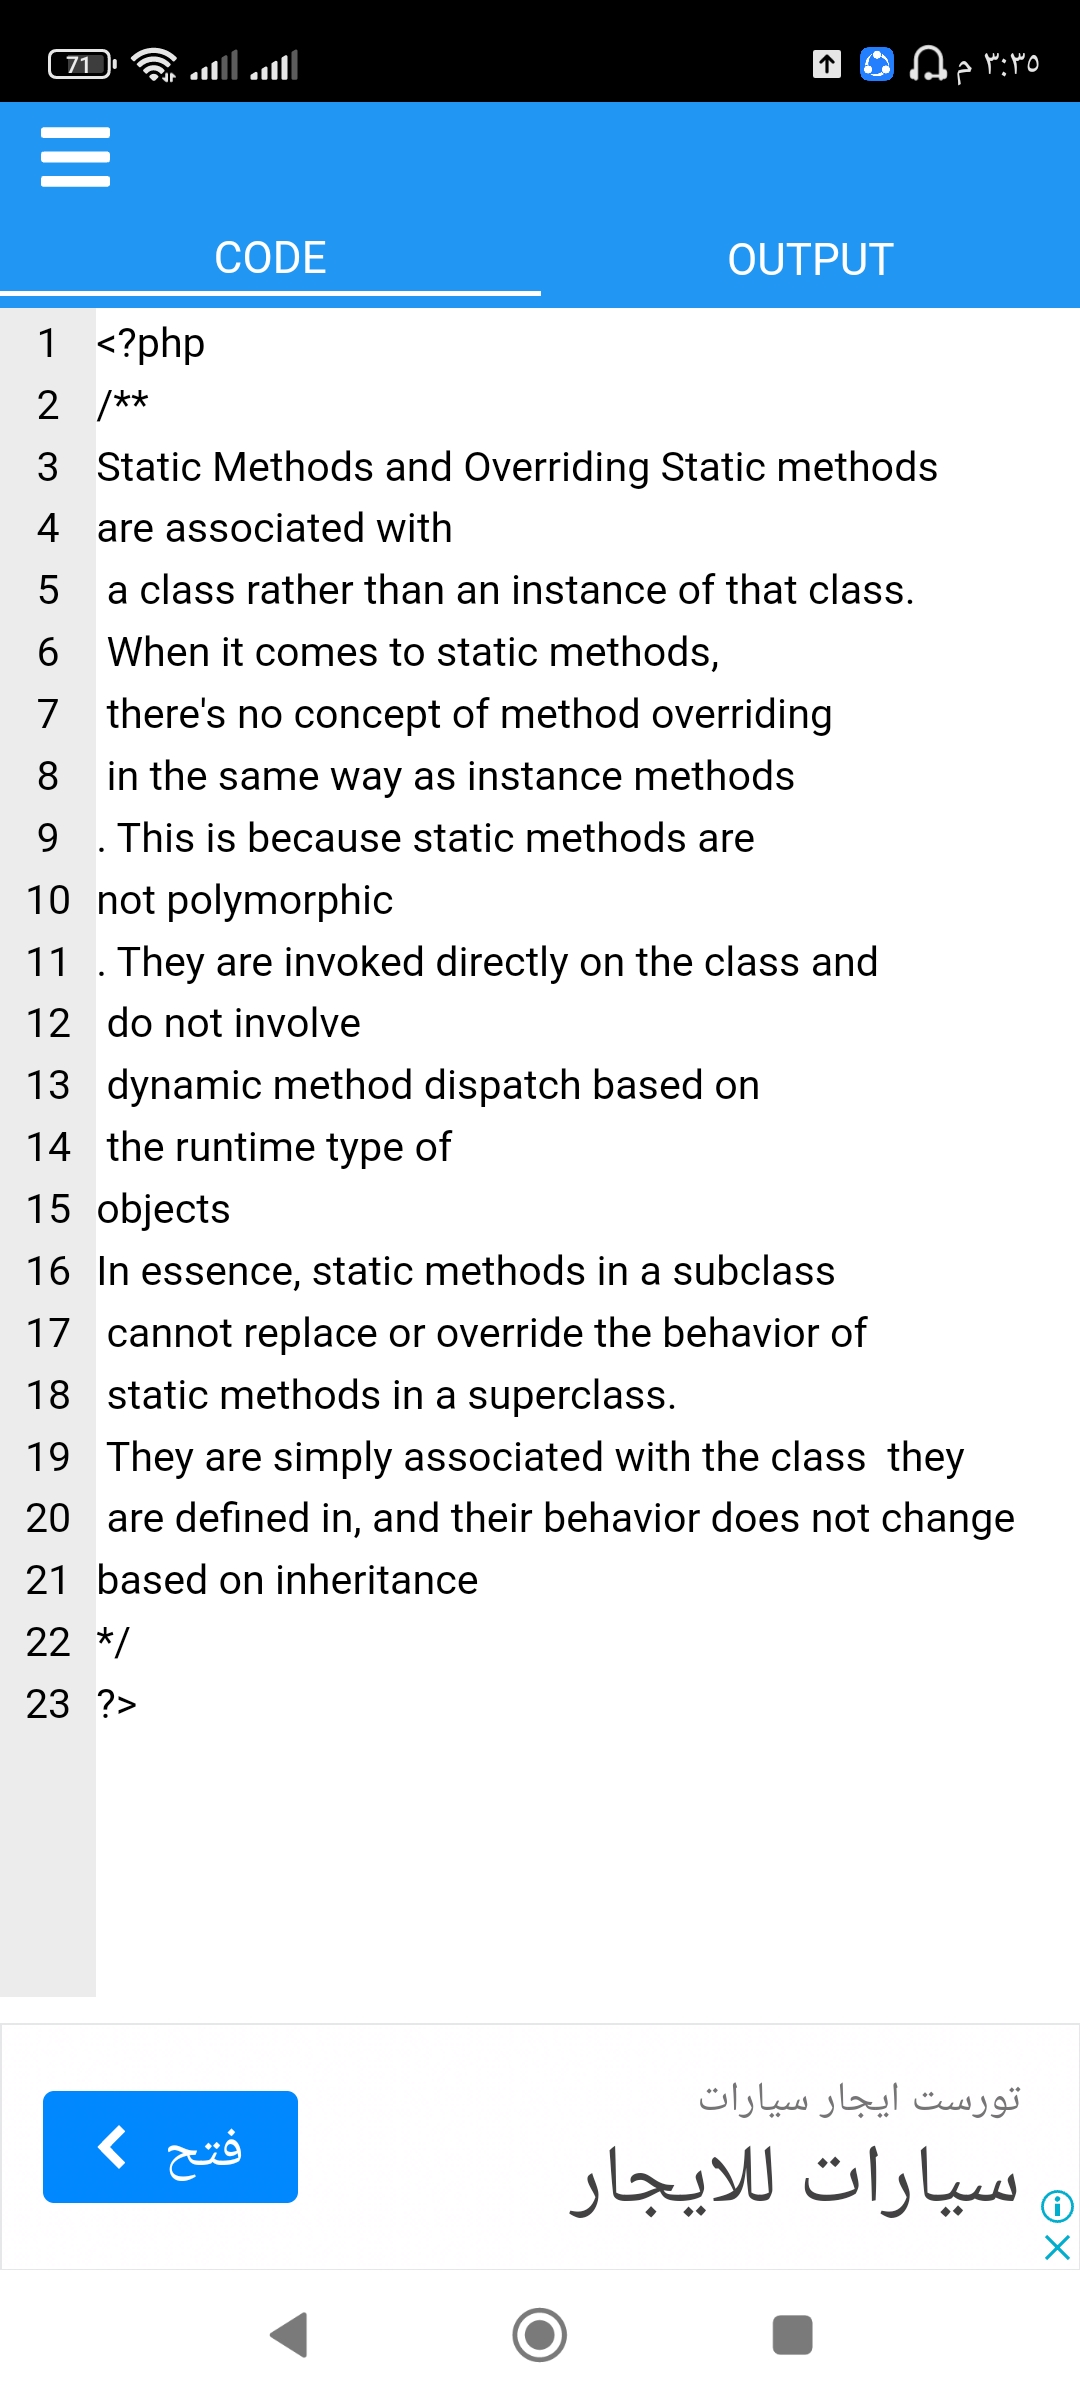 71
٣:٣٥ م
CODE
OUTPUT
1 <?php
2 /**
3 Static Methods and Overriding Static methods
4 are associated with
5 a class rather than an instance of that class.
6 When it comes to static methods,
7 there's no concept of method overriding
8 in the same way as instance methods
9 . This is because static methods are
10 not polymorphic
11 . They are invoked directly on the class and
12 do not involve
13 dynamic method dispatch based on
14 the runtime type of
15 objects
16 In essence, static methods in a subclass
17 cannot replace or override the behavior of
18 static methods in a superclass.
19 They are simply associated with the class  they
20 are defined in, and their behavior does not change
21 based on inheritance
22 */
23 ?>
تورست ايجار سيارات
سيارات للايجار
فتح